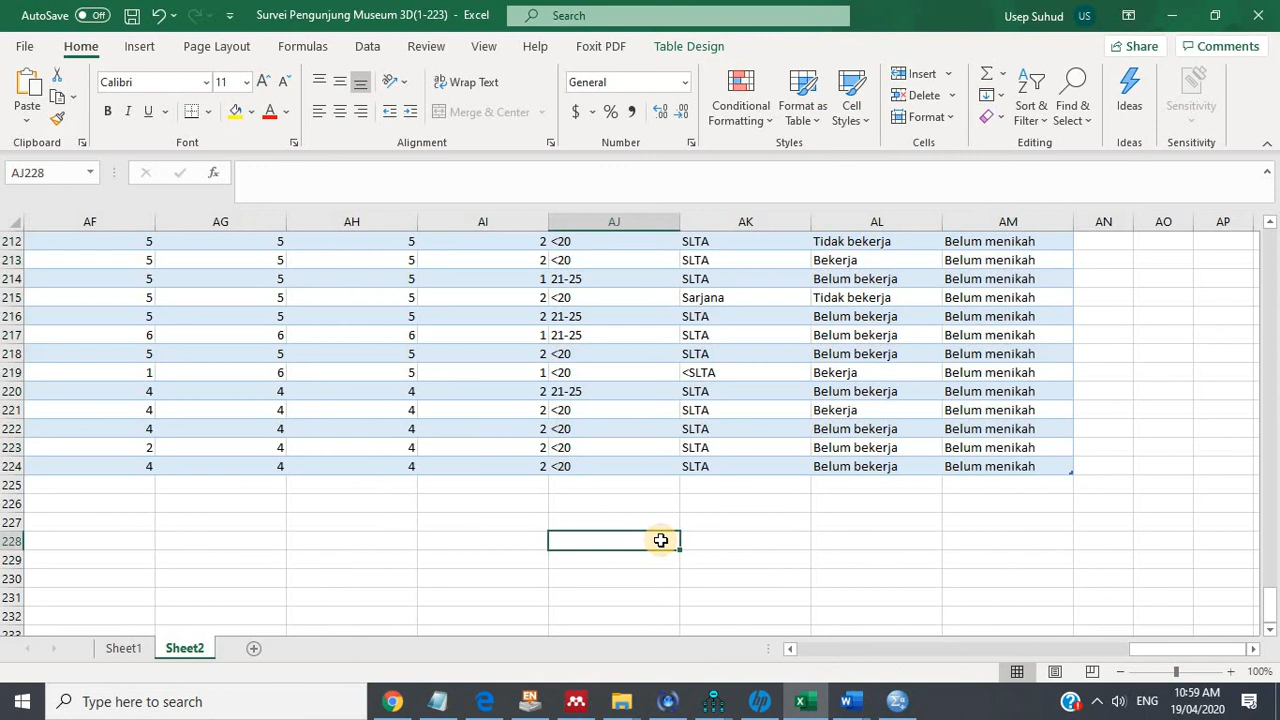 AutoSave Off Survei Pengunjung Museum 3D(1-223) - Excel Search Usep Suhud US
File Home Insert Page Layout Formulas Data Review View Help Foxit PDF Table Design Share Comments
Paste Calibri 11 A A Wrap Text General Conditional Formatting Format as Table Cell Styles Insert Delete Format Sort & Filter Find & Select Ideas Sensitivity
B I U A Merge & Center $ % ,
Clipboard Font Alignment Number Styles Cells Editing Ideas Sensitivity
AJ228 fx
AF AG AH AI AJ AK AL AM AN AO AP
212 5 5 5 2 <20 SLTA Tidak bekerja Belum menikah
213 5 5 5 2 <20 SLTA Bekerja Belum menikah
214 5 5 5 1 21-25 SLTA Belum bekerja Belum menikah
215 5 5 5 2 <20 Sarjana Tidak bekerja Belum menikah
216 5 5 5 2 21-25 SLTA Belum bekerja Belum menikah
217 6 6 6 1 21-25 SLTA Belum bekerja Belum menikah
218 5 5 5 2 <20 SLTA Belum bekerja Belum menikah
219 1 6 5 1 <20 <SLTA Bekerja Belum menikah
220 4 4 4 2 21-25 SLTA Belum bekerja Belum menikah
221 4 4 4 2 <20 SLTA Bekerja Belum menikah
222 4 4 4 2 <20 SLTA Belum bekerja Belum menikah
223 2 4 4 2 <20 SLTA Belum bekerja Belum menikah
224 4 4 4 2 <20 SLTA Belum bekerja Belum menikah
225
226
227
228
229
230
231
232
233
Sheet1 Sheet2
100%
Type here to search EN ENG 10:59 AM
19/04/2020